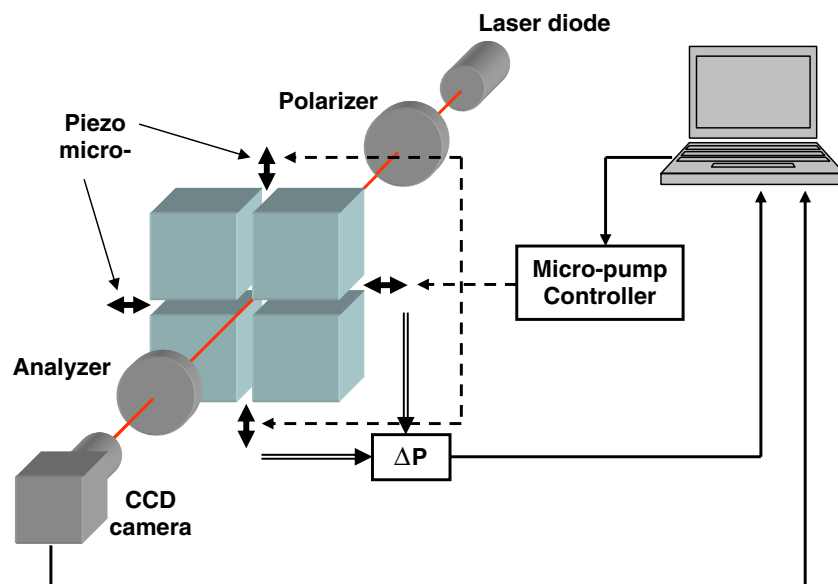 Laser diode
Polarizer
Piezo
micro-
Micro-pump
Controller
Analyzer
ΔP
CCD
camera